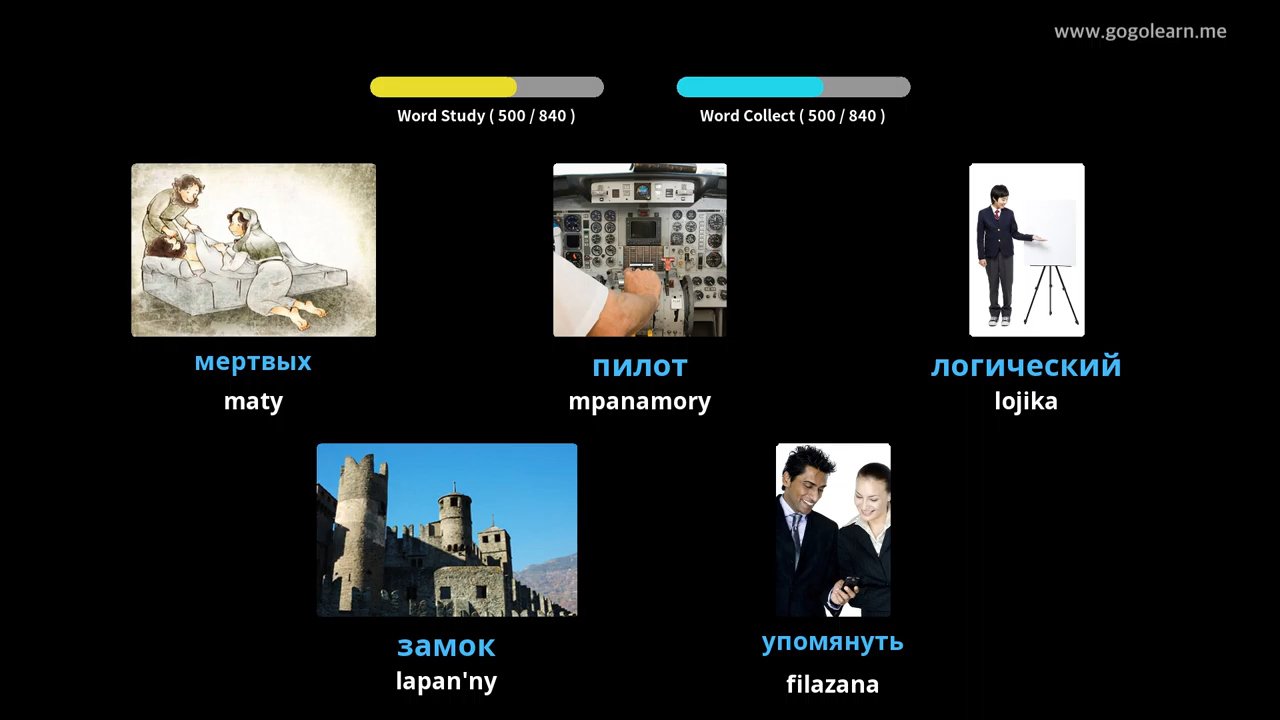 www.gogolearn.me
Word Study ( 500 / 840 )
Word Collect ( 500 / 840 )
мертвых
maty
пилот
mpanamory
логический
lojika
замок
lapan'ny
упомянуть
filazana